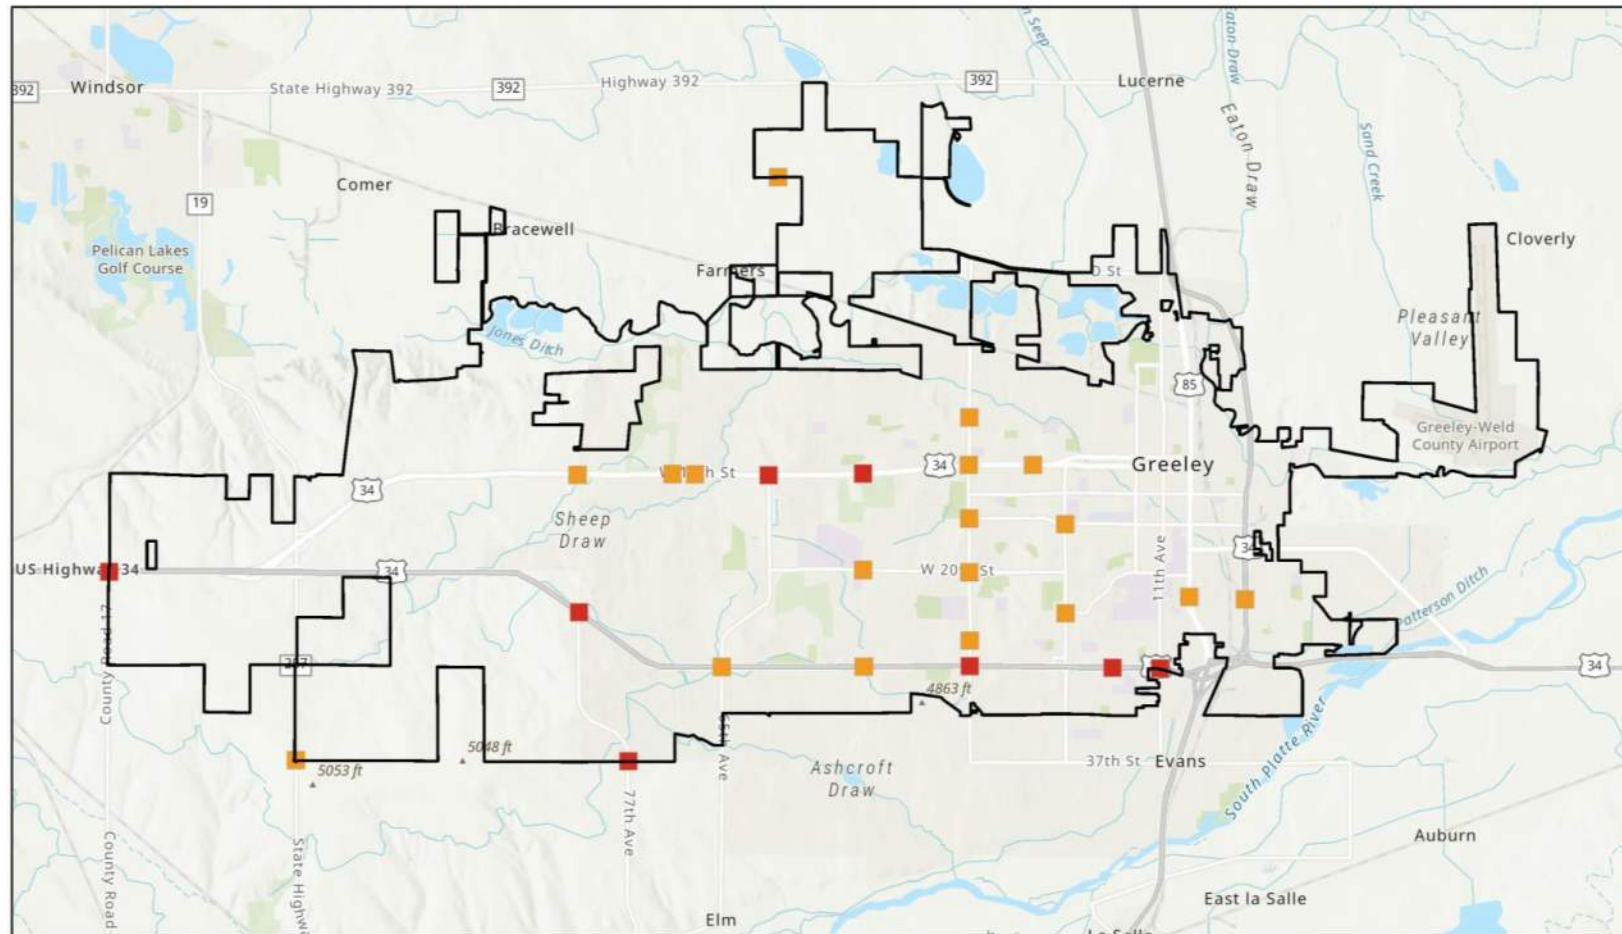 n Seep
Eaton Draw
392
Windsor
State Highway 392
392
Highway 392
392
Lucerne
Eaton Draw
Sand Creek
Comer
19
Bracewell
Cloverly
Pelican Lakes
Golf Course
Farmers
D St
Jones Ditch
Pleasant
Valley
85
Greeley-Weld
County Airport
34
Greeley
34
Sheep
Draw
US Highway 34
34
W 20th St
11th Ave
34
Patterson Ditch
County Road 17
257
34
34
4863 ft
5048 ft
5053 ft
37th St
Evans
Ashcroft
Draw
South Platte River
77th Ave
Auburn
County Road
State Highw
East la Salle
Elm
La Salle